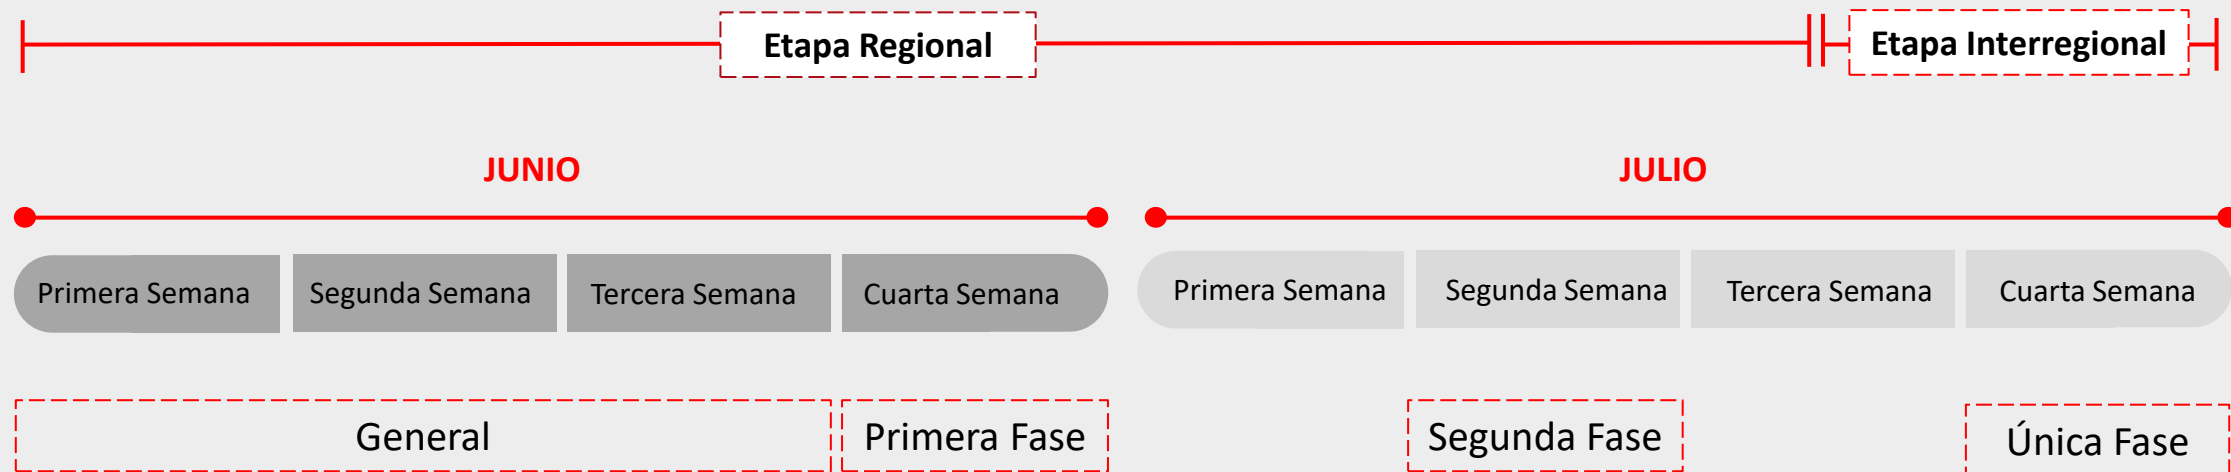 Etapa Regional
Etapa Interregional
JUNIO
JULIO
Primera Semana
Segunda Semana
Tercera Semana
Cuarta Semana
Primera Semana
Segunda Semana
Tercera Semana
Cuarta Semana
General
Primera Fase
Segunda Fase
Única Fase